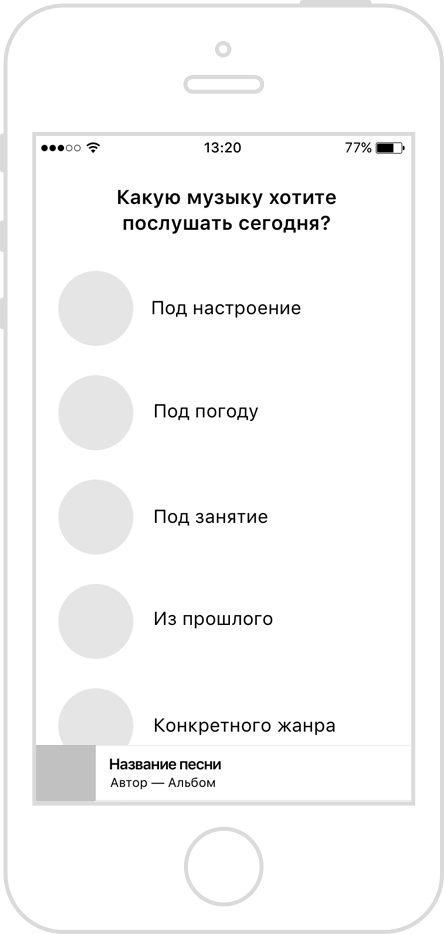 13:20
77%
Какую музыку хотите
послушать сегодня?
Под настроение
Под погоду
Под занятие
Из прошлого
Конкретного жанра
Название песни
Автор — Альбом